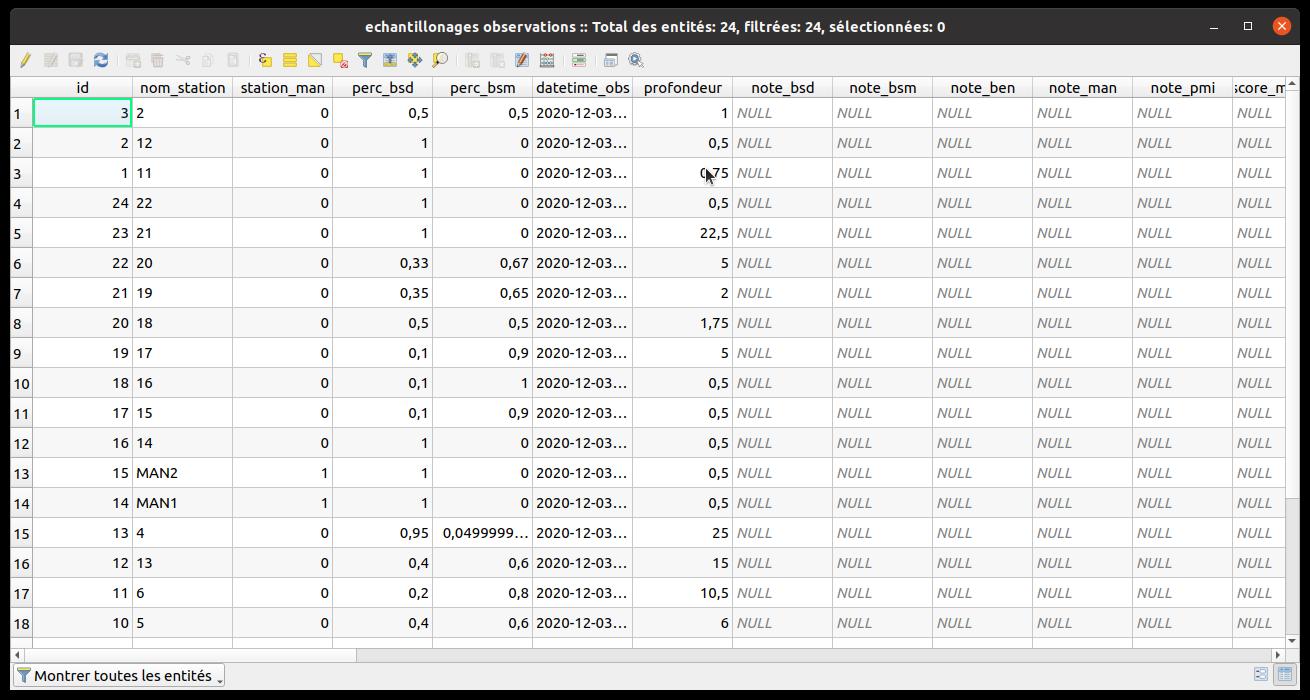 echantillonages observations :: Total des entités: 24, filtrées: 24, sélectionnées: 0
id nom_station station_man perc_bsd perc_bsm datetime_obs profondeur note_bsd note_bsm note_ben note_man note_pmi score_m
1 3 2 0 0,5 0,5 2020-12-03… 1 NULL NULL NULL NULL NULL NULL
2 2 12 0 1 0 2020-12-03… 0,5 NULL NULL NULL NULL NULL NULL
3 1 11 0 1 0 2020-12-03… 0,75 NULL NULL NULL NULL NULL NULL
4 24 22 0 1 0 2020-12-03… 0,5 NULL NULL NULL NULL NULL NULL
5 23 21 0 1 0 2020-12-03… 22,5 NULL NULL NULL NULL NULL NULL
6 22 20 0 0,33 0,67 2020-12-03… 5 NULL NULL NULL NULL NULL NULL
7 21 19 0 0,35 0,65 2020-12-03… 2 NULL NULL NULL NULL NULL NULL
8 20 18 0 0,5 0,5 2020-12-03… 1,75 NULL NULL NULL NULL NULL NULL
9 19 17 0 0,1 0,9 2020-12-03… 5 NULL NULL NULL NULL NULL NULL
10 18 16 0 0,1 1 2020-12-03… 0,5 NULL NULL NULL NULL NULL NULL
11 17 15 0 0,1 0,9 2020-12-03… 0,5 NULL NULL NULL NULL NULL NULL
12 16 14 0 1 0 2020-12-03… 0,5 NULL NULL NULL NULL NULL NULL
13 15 MAN2 1 1 0 2020-12-03… 0,5 NULL NULL NULL NULL NULL NULL
14 14 MAN1 1 1 0 2020-12-03… 0,5 NULL NULL NULL NULL NULL NULL
15 13 4 0 0,95 0,0499999… 2020-12-03… 25 NULL NULL NULL NULL NULL NULL
16 12 13 0 0,4 0,6 2020-12-03… 15 NULL NULL NULL NULL NULL NULL
17 11 6 0 0,2 0,8 2020-12-03… 10,5 NULL NULL NULL NULL NULL NULL
18 10 5 0 0,4 0,6 2020-12-03… 6 NULL NULL NULL NULL NULL NULL
Montrer toutes les entités